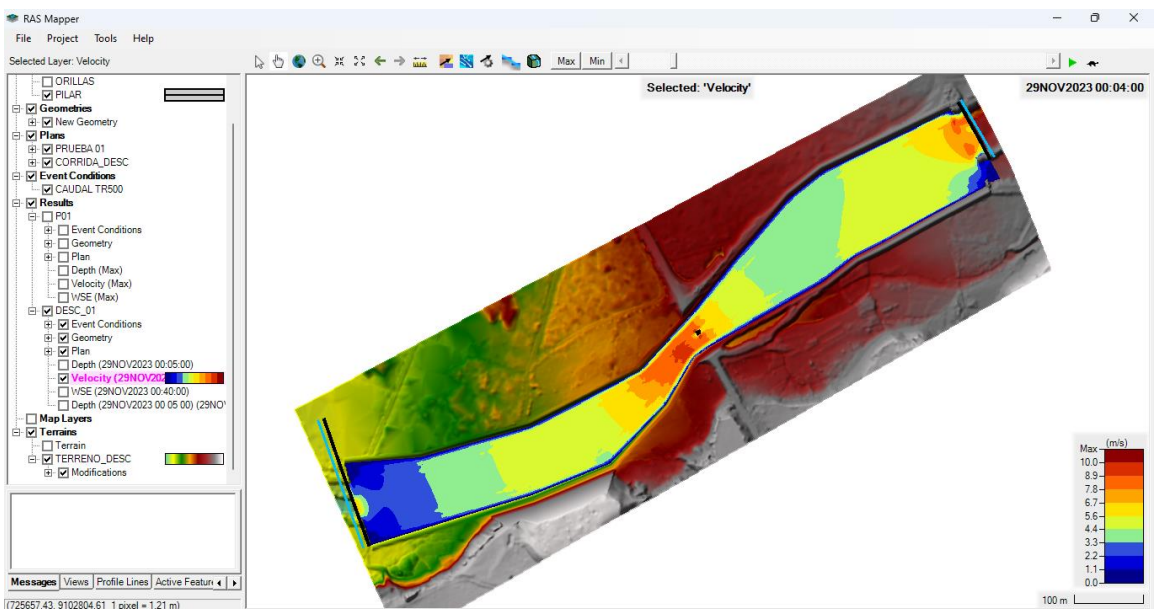 RAS Mapper
File Project Tools Help
Selected Layer: Velocity
Max Min
ORILLAS
PILAR
Geometries
New Geometry
Plans
PRUEBA 01
CORRIDA_DESC
Event Conditions
CAUDAL TR500
Results
P01
Event Conditions
Geometry
Plan
Depth (Max)
Velocity (Max)
WSE (Max)
DESC_01
Event Conditions
Geometry
Plan
Depth (29NOV2023 00:05:00)
Velocity (29NOV202
WSE (29NOV2023 00:40:00)
Depth (29NOV2023 00 05 00) (29NO
Map Layers
Terrains
Terrain
TERRENO_DESC
Modifications
Messages Views Profile Lines Active Feature
(725657.43, 9102804.61 1 pixel = 1.21 m)
Selected: 'Velocity'
29NOV2023 00:04:00
(m/s)
Max
10.0
8.9
7.8
6.7
5.6
4.4
3.3
2.2
1.1
0.0
100 m